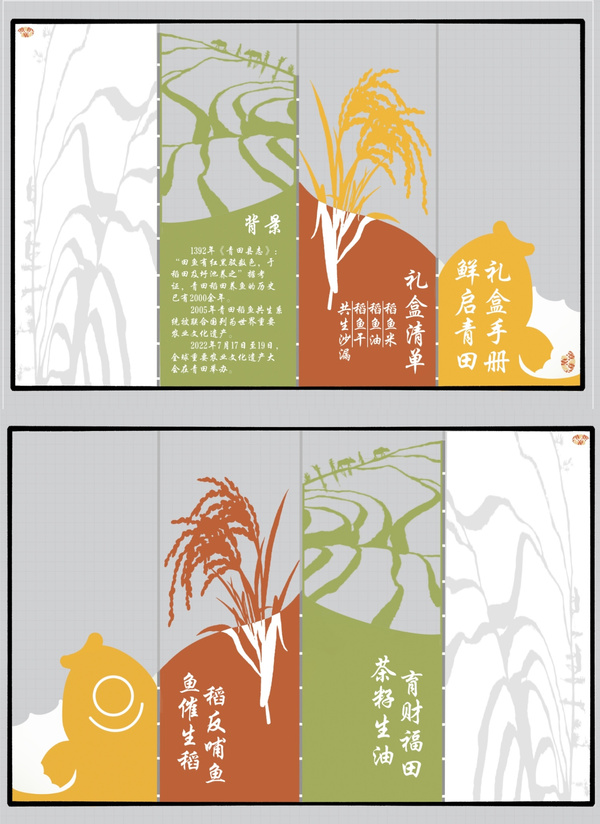 背景
1392年《青田县志》:
“田鱼有红黑驳数色,于
稻田及圩池养之”稽考
证,青田稻田养鱼的历史
已有2000余年。
2005年青田稻鱼共生系
统被联合国列为世界重要
农业文化遗产。
2022年7月17日至19日,
全球重要农业文化遗产大
会在青田举办。
礼盒清单
稻鱼米
稻鱼油
稻鱼干
共生沙漏
礼盒手册
鲜启青田
稻反哺鱼
鱼催生稻
育财福田
茶籽生油